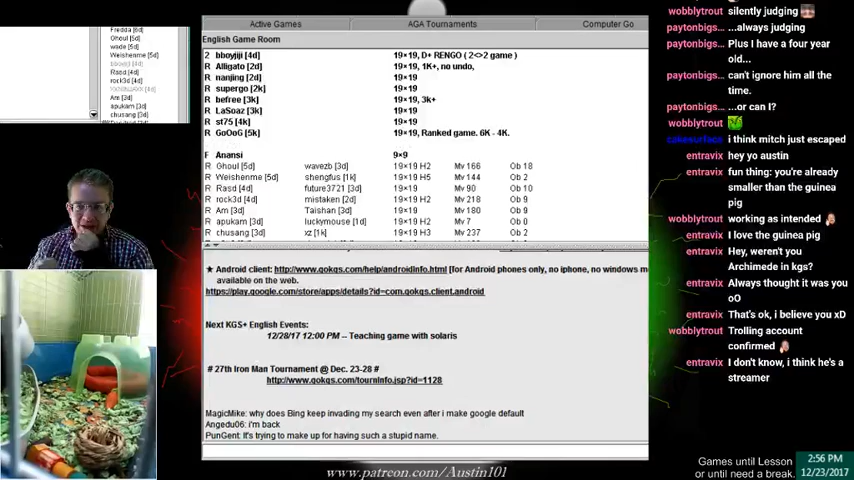 Fredda [6d]
Ghoul [5d]
wade [5d]
Weishenme [5d]
bboyjiji [4d]
Rasd [4d]
rock3d [4d]
Am [3d]
apukam [3d]
chusang [3d]
Active Games
AGA Tournaments
Computer Go
English Game Room
2 bboyjiji [4d] 19×19, D+ RENGO ( 2<>2 game )
R Alligato [2d] 19×19, 1K+, no undo,
R nanjing [2d] 19×19
R supergo [2k] 19×19
R befree [3k] 19×19, 3k+
R LaSoaz [3k] 19×19
R st75 [4k] 19×19
R GoOoG [5k] 19×19, Ranked game. 6K - 4K.
F Anansi 9×9
R Ghoul [5d] wavezb [3d] 19×19 H2 Mv 166 Ob 18
R Weishenme [5d] shengfus [1k] 19×19 H5 Mv 144 Ob 2
R Rasd [4d] future3721 [3d] 19×19 Mv 90 Ob 10
R rock3d [4d] mistaken [2d] 19×19 H2 Mv 218 Ob 9
R Am [3d] Taishan [3d] 19×19 Mv 180 Ob 9
R apukam [3d] luckymouse [1d] 19×19 H2 Mv 7 Ob 0
R chusang [3d] xz [1k] 19×19 H3 Mv 237 Ob 2
★ Android client: http://www.gokgs.com/help/androidInfo.html [for Android phones only, no iphone, no windows m
available on the web.
https://play.google.com/store/apps/details?id=com.gokgs.client.android
Next KGS+ English Events:
12/28/17 12:00 PM -- Teaching game with solaris
# 27th Iron Man Tournament @ Dec. 23-28 #
http://www.gokgs.com/tournInfo.jsp?id=1128
MagicMike: why does Bing keep invading my search even after i make google default
Angedu06: i'm back
PunGent: It's trying to make up for having such a stupid name.
www.patreon.com/Austin101
wobblytrout silently judging
paytonbigs... ...always judging
paytonbigs... Plus I have a four year
old...
paytonbigs... can't ignore him all the
time.
paytonbigs... ...or can I?
wobblytrout
cakesurface i think mitch just escaped
entravix hey yo austin
entravix fun thing: you're already
smaller than the guinea
pig
wobblytrout working as intended
entravix I love the guinea pig
entravix Hey, weren't you
Archimede in kgs?
entravix Always thought it was you
oO
entravix That's ok, i believe you xD
wobblytrout Trolling account
confirmed
entravix I don't know, i think he's a
streamer
Games until Lesson
or until need a break.
2:56 PM
12/23/2017